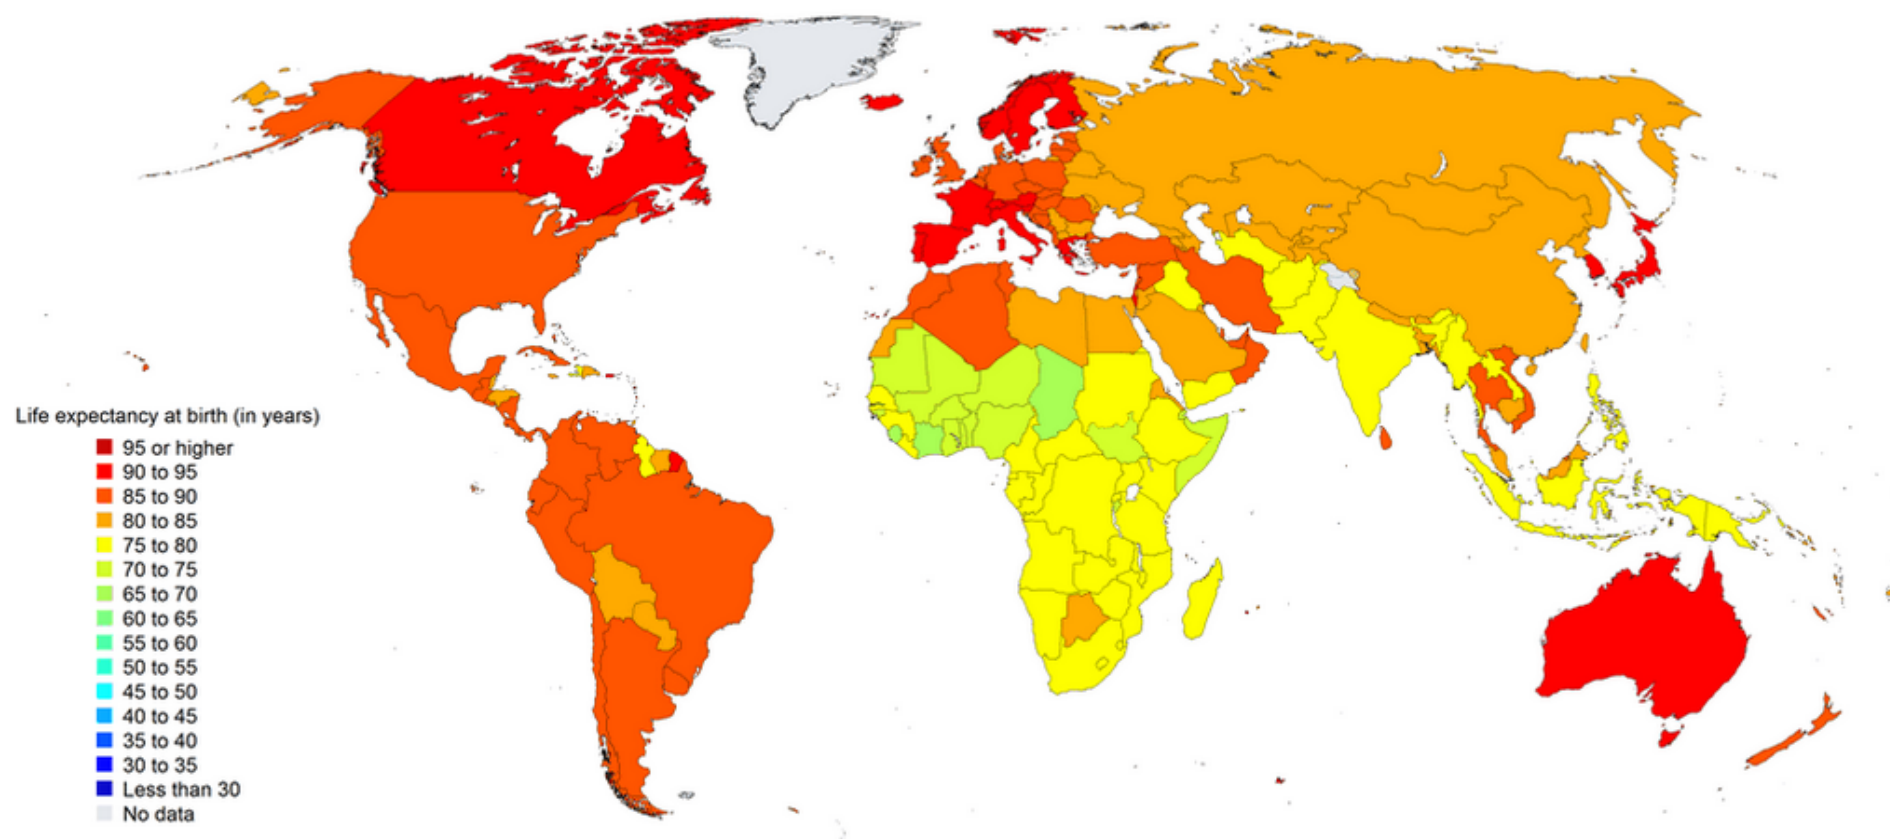 Life expectancy at birth (in years)
95 or higher
90 to 95
85 to 90
80 to 85
75 to 80
70 to 75
65 to 70
60 to 65
55 to 60
50 to 55
45 to 50
40 to 45
35 to 40
30 to 35
Less than 30
No data